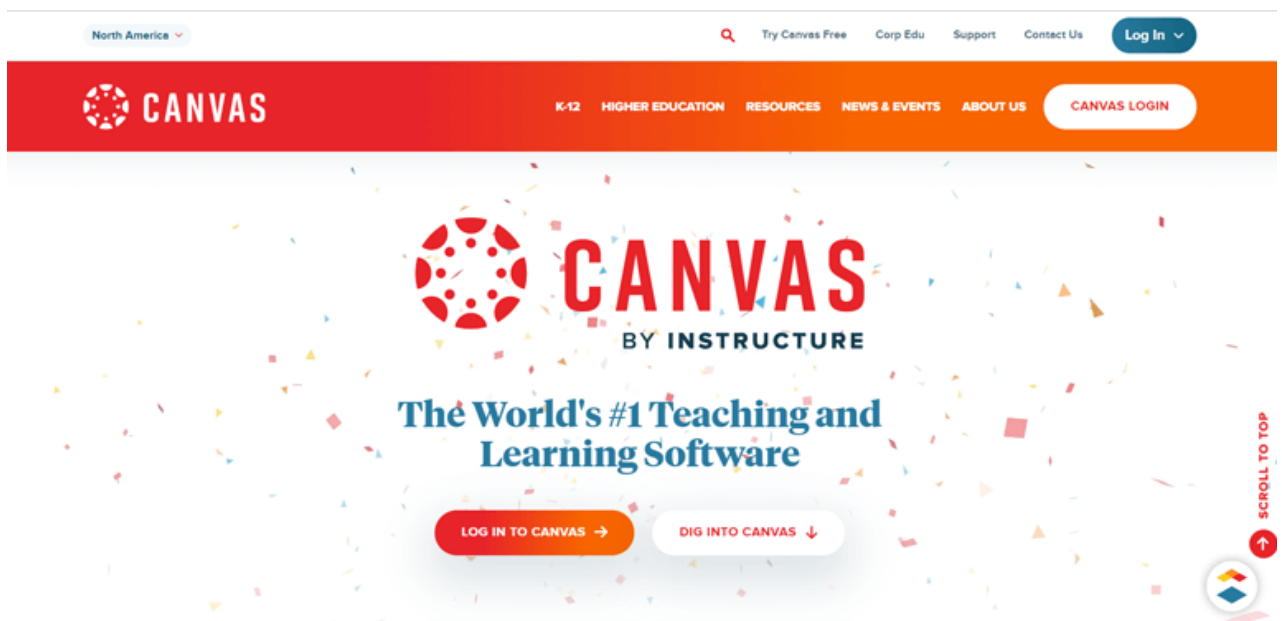 North America
Try Canvas Free Corp Edu Support Contact Us Log In
CANVAS K-12 HIGHER EDUCATION RESOURCES NEWS & EVENTS ABOUT US CANVAS LOGIN
CANVAS
BY INSTRUCTURE
The World's #1 Teaching and
Learning Software
LOG IN TO CANVAS → DIG INTO CANVAS ↓
SCROLL TO TOP